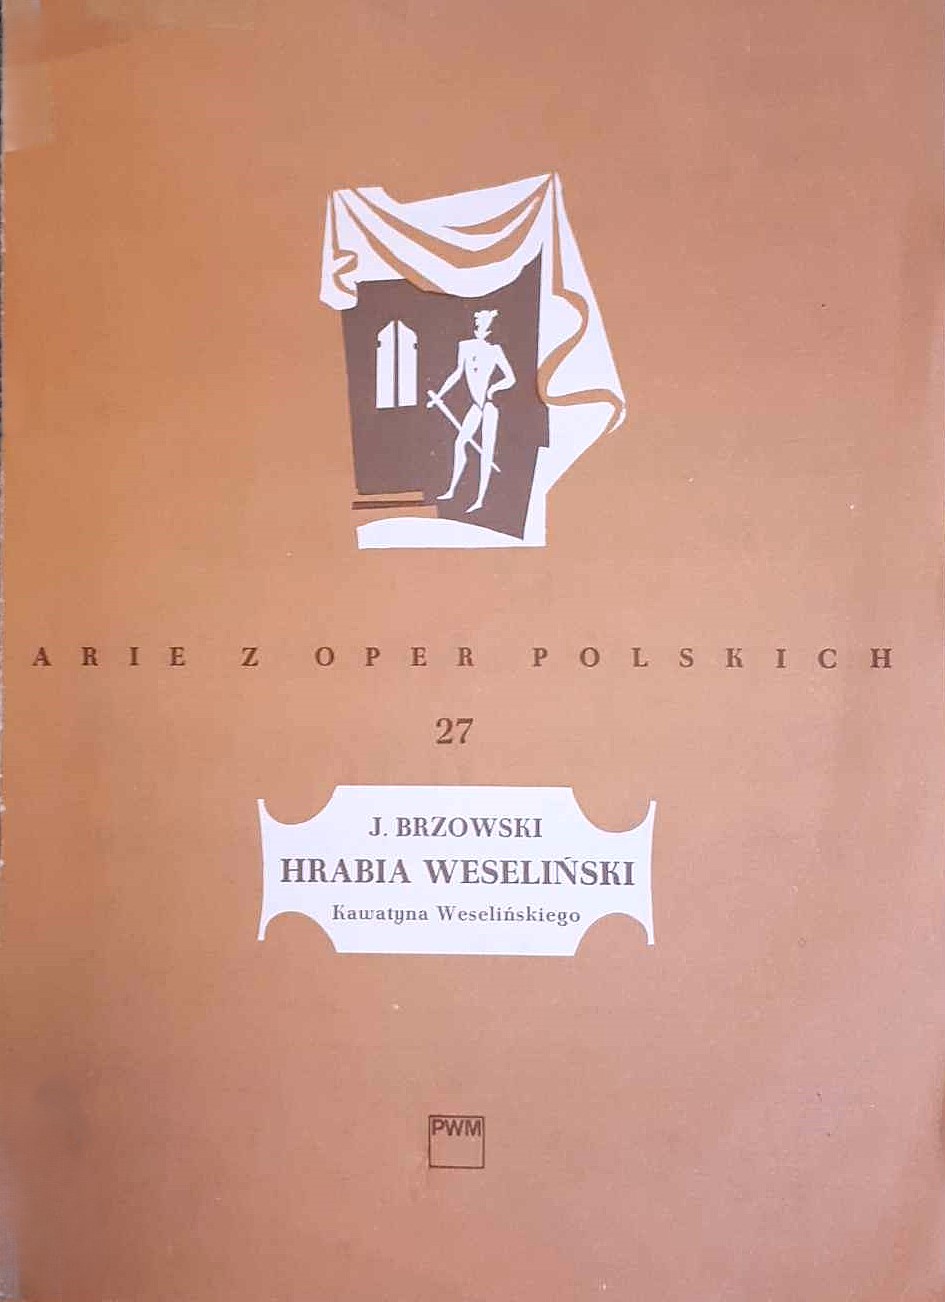 ARIE Z OPER POLSKICH
27
J. BRZOWSKI
HRABIA WESELIŃSKI
Kawatyna Weselińskiego
PWM